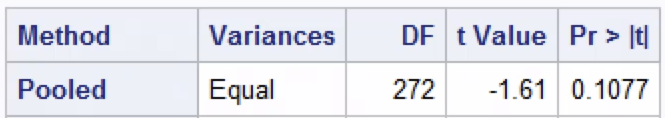 Method Variances DF t Value Pr > |t|
Pooled Equal 272 -1.61 0.1077